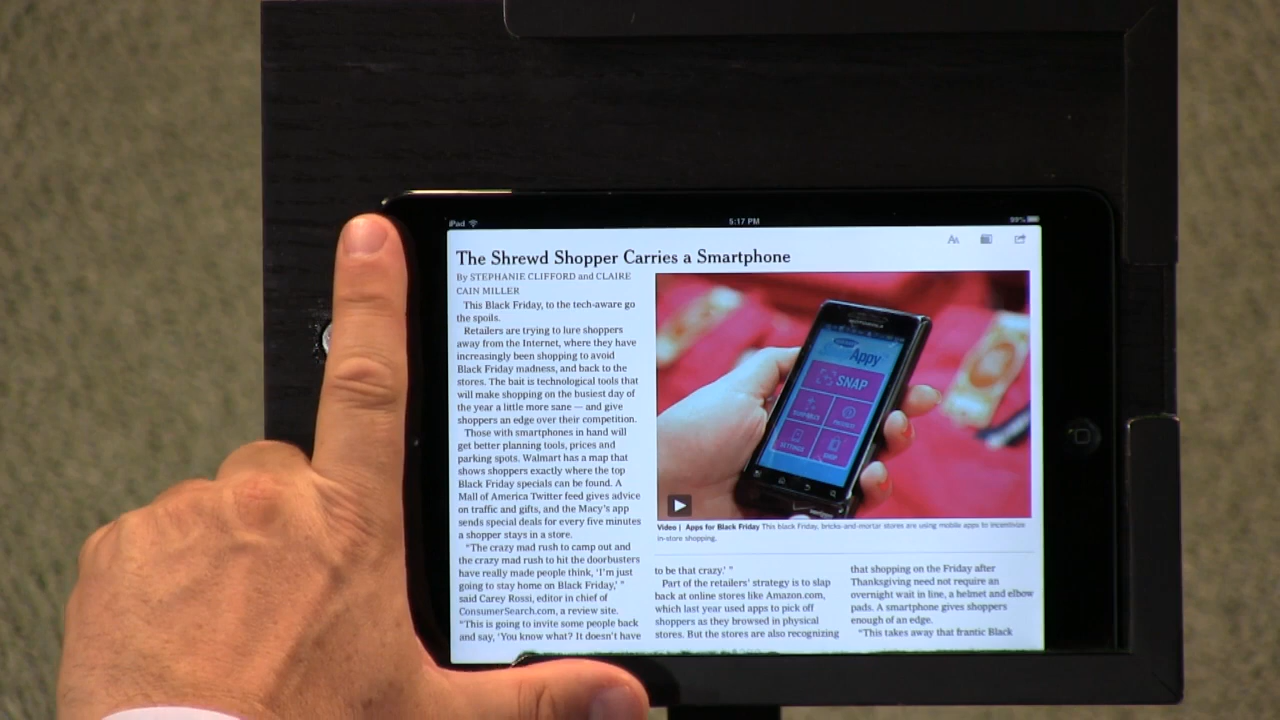 iPad
5:17 PM
99%
AA
The Shrewd Shopper Carries a Smartphone
By STEPHANIE CLIFFORD and CLAIRE
CAIN MILLER
This Black Friday, to the tech-aware go
the spoils.
Retailers are trying to lure shoppers
away from the Internet, where they have
increasingly been shopping to avoid
Black Friday madness, and back to the
stores. The bait is technological tools that
will make shopping on the busiest day of
the year a little more sane — and give
shoppers an edge over their competition.
Those with smartphones in hand will
get better planning tools, prices and
parking spots. Walmart has a map that
shows shoppers exactly where the top
Black Friday specials can be found. A
Mall of America Twitter feed gives advice
on traffic and gifts, and the Macy's app
sends special deals for every five minutes
a shopper stays in a store.
“The crazy mad rush to camp out and
the crazy mad rush to hit the doorbusters
have really made people think, ‘I'm just
going to stay home on Black Friday,’ ”
said Carey Rossi, editor in chief of
ConsumerSearch.com, a review site.
“This is going to invite some people back
and say, ‘You know what? It doesn't have
MOTOROLA
Appy
SNAP
SETTINGS
Video | Apps for Black Friday This black Friday, bricks-and-mortar stores are using mobile apps to incentivize
in-store shopping.
to be that crazy.’ ”
Part of the retailers' strategy is to slap
back at online stores like Amazon.com,
which last year used apps to pick off
shoppers as they browsed in physical
stores. But the stores are also recognizing
that shopping on the Friday after
Thanksgiving need not require an
overnight wait in line, a helmet and elbow
pads. A smartphone gives shoppers
enough of an edge.
“This takes away that frantic Black